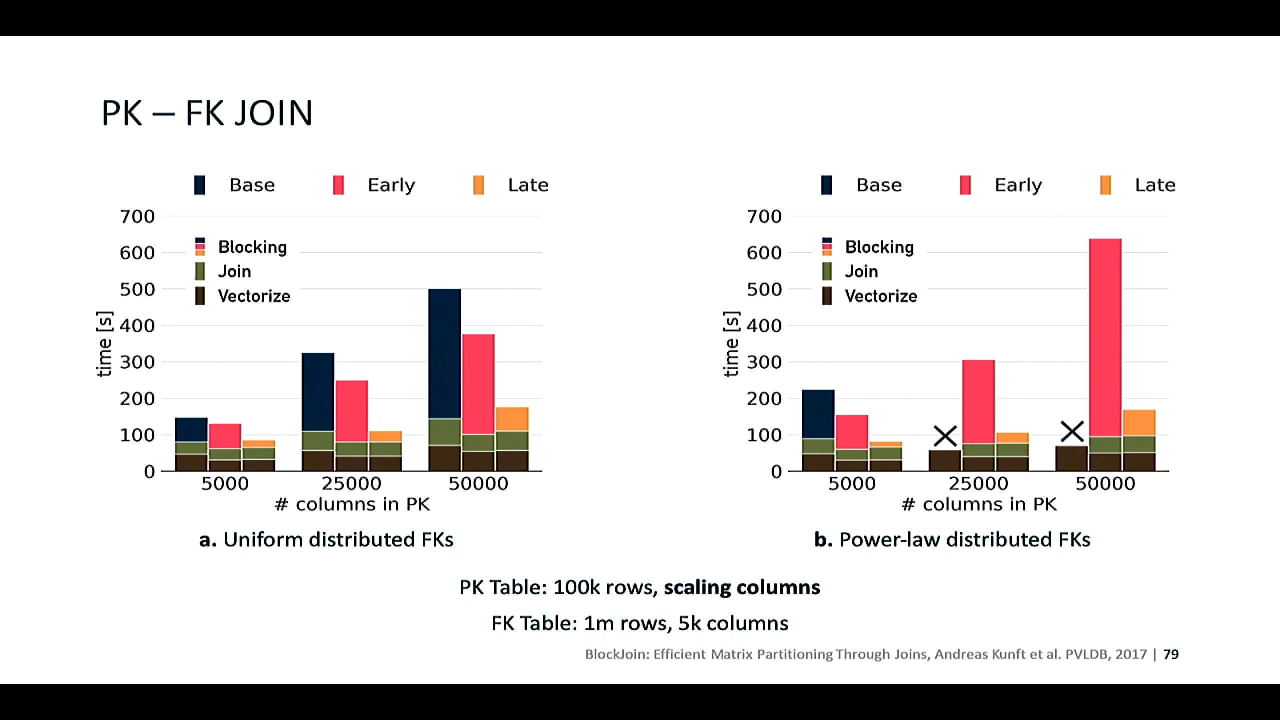 PK – FK JOIN
Base Early Late
700
600
500
400
300
200
100
0
time [s]
Blocking
Join
Vectorize
5000 25000 50000
# columns in PK
a. Uniform distributed FKs
Base Early Late
700
600
500
400
300
200
100
0
time [s]
Blocking
Join
Vectorize
5000 25000 50000
# columns in PK
b. Power-law distributed FKs
PK Table: 100k rows, scaling columns
FK Table: 1m rows, 5k columns
BlockJoin: Efficient Matrix Partitioning Through Joins, Andreas Kunft et al. PVLDB, 2017 | 79